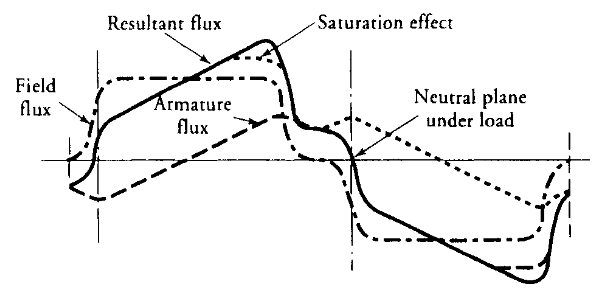 Resultant flux
Saturation effect
Field
flux
Armature
flux
Neutral plane
under load